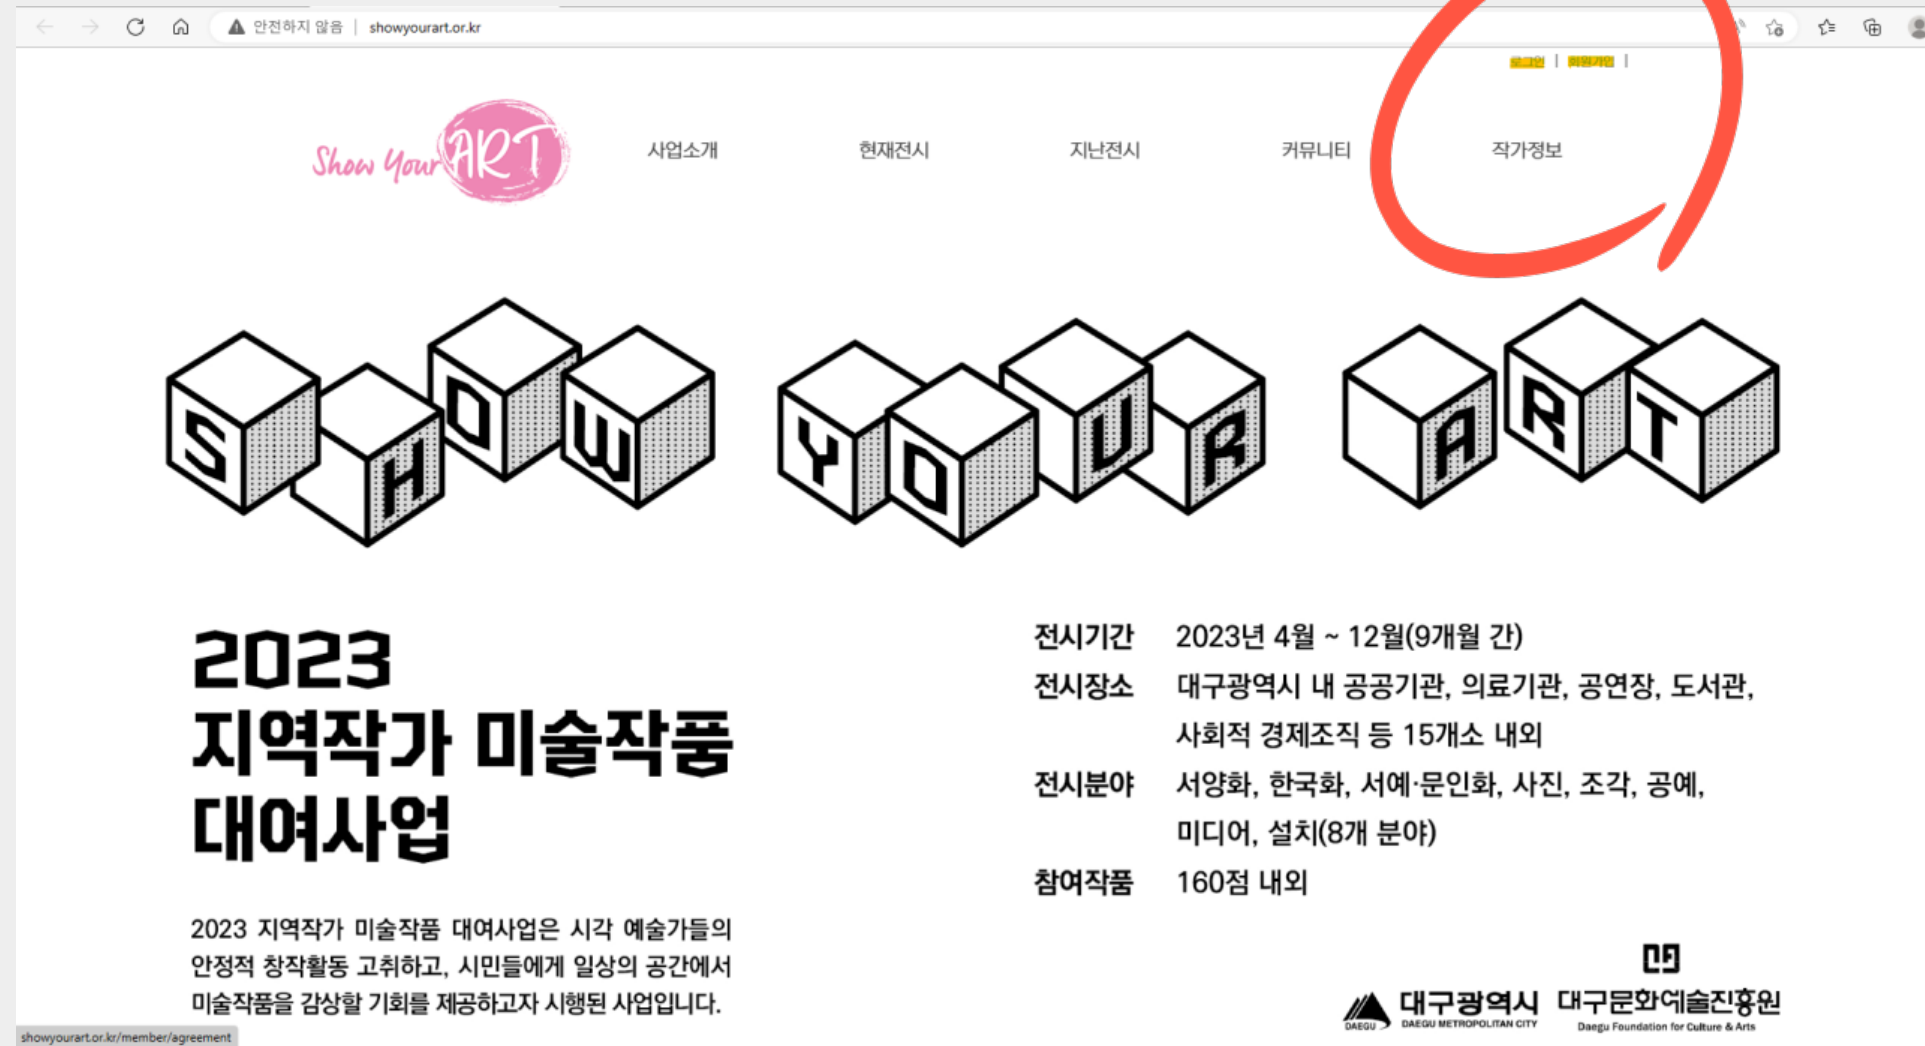 안전하지 않음 | showyourart.or.kr
로그인 | 회원가입 |
Show Your ART
사업소개 현재전시 지난전시 커뮤니티 작가정보
SHOW YOUR ART
2023
지역작가 미술작품
대여사업
2023 지역작가 미술작품 대여사업은 시각 예술가들의
안정적 창작활동 고취하고, 시민들에게 일상의 공간에서
미술작품을 감상할 기회를 제공하고자 시행된 사업입니다.
전시기간 2023년 4월 ~ 12월(9개월 간)
전시장소 대구광역시 내 공공기관, 의료기관, 공연장, 도서관,
사회적 경제조직 등 15개소 내외
전시분야 서양화, 한국화, 서예·문인화, 사진, 조각, 공예,
미디어, 설치(8개 분야)
참여작품 160점 내외
DAEGU 대구광역시
DAEGU METROPOLITAN CITY
대구문화예술진흥원
Daegu Foundation for Culture & Arts
showyourart.or.kr/member/agreement